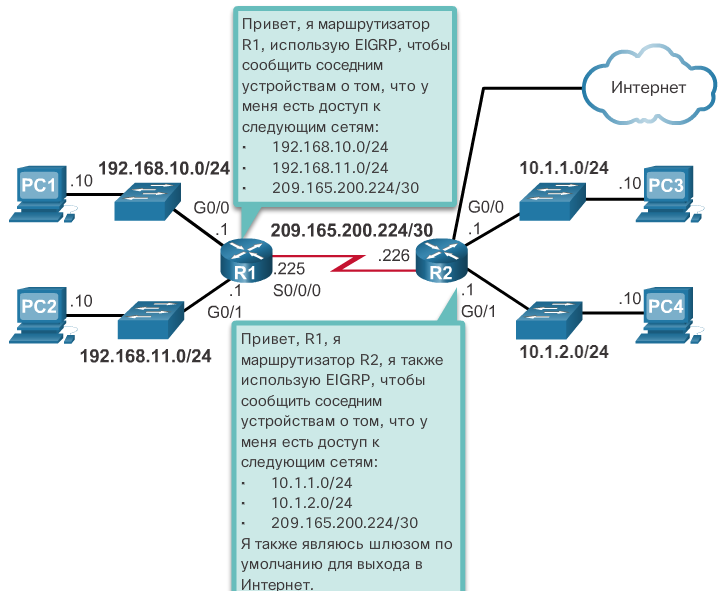 Привет, я маршрутизатор
R1, использую EIGRP, чтобы
сообщить соседним
устройствам о том, что у
меня есть доступ к
следующим сетям:
· 192.168.10.0/24
· 192.168.11.0/24
· 209.165.200.224/30
Интернет
PC1
.10
192.168.10.0/24
G0/0
.1
209.165.200.224/30
R1
.225
S0/0/0
.226
R2
G0/0
.1
10.1.1.0/24
.10
PC3
PC2
.10
.1
G0/1
192.168.11.0/24
.1
G0/1
10.1.2.0/24
.10
PC4
Привет, R1, я
маршрутизатор R2, я также
использую EIGRP, чтобы
сообщить соседним
устройствам о том, что у
меня есть доступ к
следующим сетям:
· 10.1.1.0/24
· 10.1.2.0/24
· 209.165.200.224/30
Я также являюсь шлюзом по
умолчанию для выхода в
Интернет.